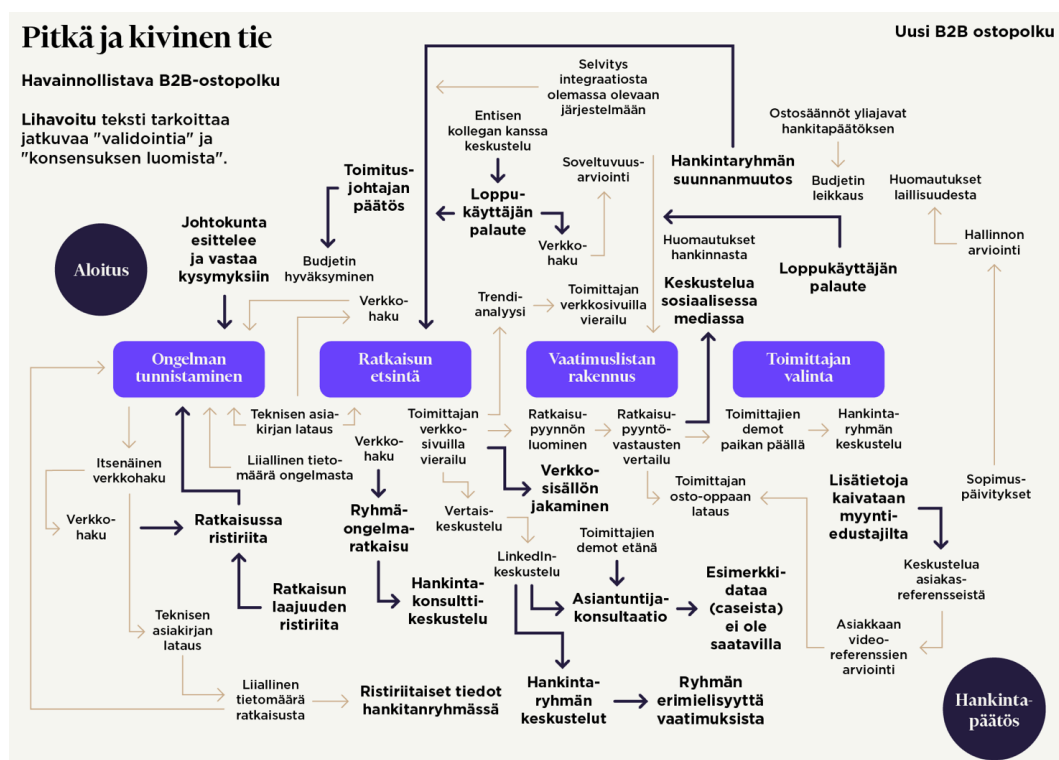 Pitkä ja kivinen tie
Uusi B2B ostopolku
Havainnollistava B2B-ostopolku
Lihavoitu teksti tarkoittaa
jatkuvaa "validointia" ja
"konsensuksen luomista".
Selvitys
integraatiosta
olemassa olevaan
järjestelmään
Entisen
kollegan kanssa
keskustelu
Ostosäännöt yliajavat
hankitapäätöksen
Toimitus-
johtajan
päätös
Soveltuvuus-
arviointi
Hankintaryhmän
suunnanmuutos
Budjetin
leikkaus
Huomautukset
laillisuudesta
Loppu-
käyttäjän
palaute
Johtokunta
esittelee
ja vastaa
kysymyksiin
Aloitus
Budjetin
hyväksyminen
Verkko-
haku
Huomautukset
hankinnasta
Loppukäyttäjän
palaute
Hallinnon
arviointi
Verkko-
haku
Trendi-
analyysi
Toimittajan
verkkosivuilla
vierailu
Keskustelua
sosiaalisessa
mediassa
Ongelman
tunnistaminen
Ratkaisun
etsintä
Vaatimuslistan
rakennus
Toimittajan
valinta
Teknisen asia-
kirjan lataus
Verkko-
haku
Toimittajan
verkko-
sivuilla
vierailu
Ratkaisu-
pyynnön
luominen
Ratkaisu-
pyyntö-
vastausten
vertailu
Toimittajien
demot
paikan päällä
Hankinta-
ryhmän
keskustelu
Itsenäinen
verkkohaku
Liiallinen tieto-
määrä ongelmasta
Verkko-
sisällön
jakaminen
Toimittajan
osto-oppaan
lataus
Lisätietoja
kaivataan
myynti-
edustajilta
Sopimus-
päivitykset
Verkko-
haku
Ratkaisussa
ristiriita
Ryhmä-
ongelma-
ratkaisu
Vertais-
keskustelu
Toimittajien
demot etänä
LinkedIn-
keskustelu
Keskustelua
asiakas-
referensseistä
Ratkaisun
laajuuden
ristiriita
Hankinta-
konsultti-
keskustelu
Asiantuntija-
konsultaatio
Esimerkki-
dataa
(caseista)
ei ole
saatavilla
Teknisen
asiakirjan
lataus
Asiakkaan
video-
referenssien
arviointi
Liiallinen
tietomäärä
ratkaisusta
Ristiriitaiset tiedot
hankitanryhmässä
Hankinta-
ryhmän
keskustelut
Ryhmän
erimielisyyttä
vaatimuksista
Hankinta-
päätös